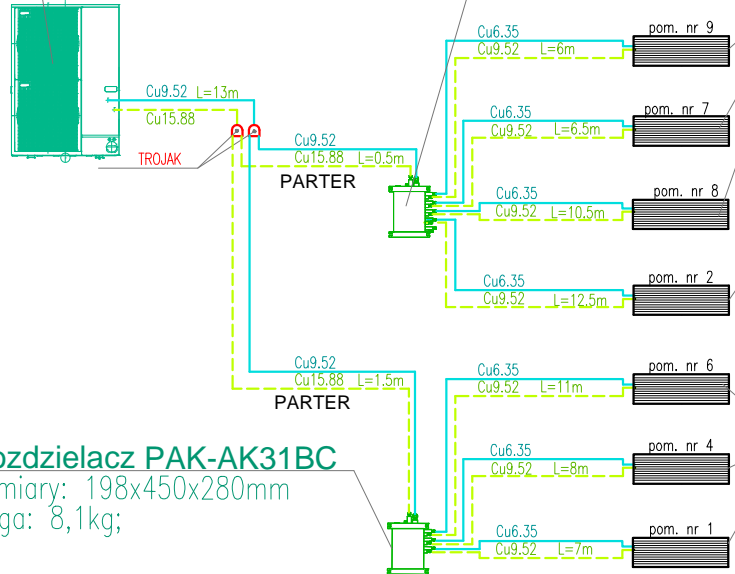 pom. nr 9
Cu6.35
Cu9.52 L=6m
Cu9.52 L=13m
Cu15.88
pom. nr 7
Cu6.35
Cu9.52 L=6.5m
TROJAK
Cu9.52
Cu15.88 L=0.5m
PARTER
pom. nr 8
Cu6.35
Cu9.52 L=10.5m
pom. nr 2
Cu6.35
Cu9.52 L=12.5m
Cu9.52
Cu15.88 L=1.5m
PARTER
pom. nr 6
Cu6.35
Cu9.52 L=11m
pom. nr 4
Cu6.35
Cu9.52 L=8m
ozdzielacz PAK-AK31BC
miary: 198x450x280mm
ga: 8,1kg;
pom. nr 1
Cu6.35
Cu9.52 L=7m